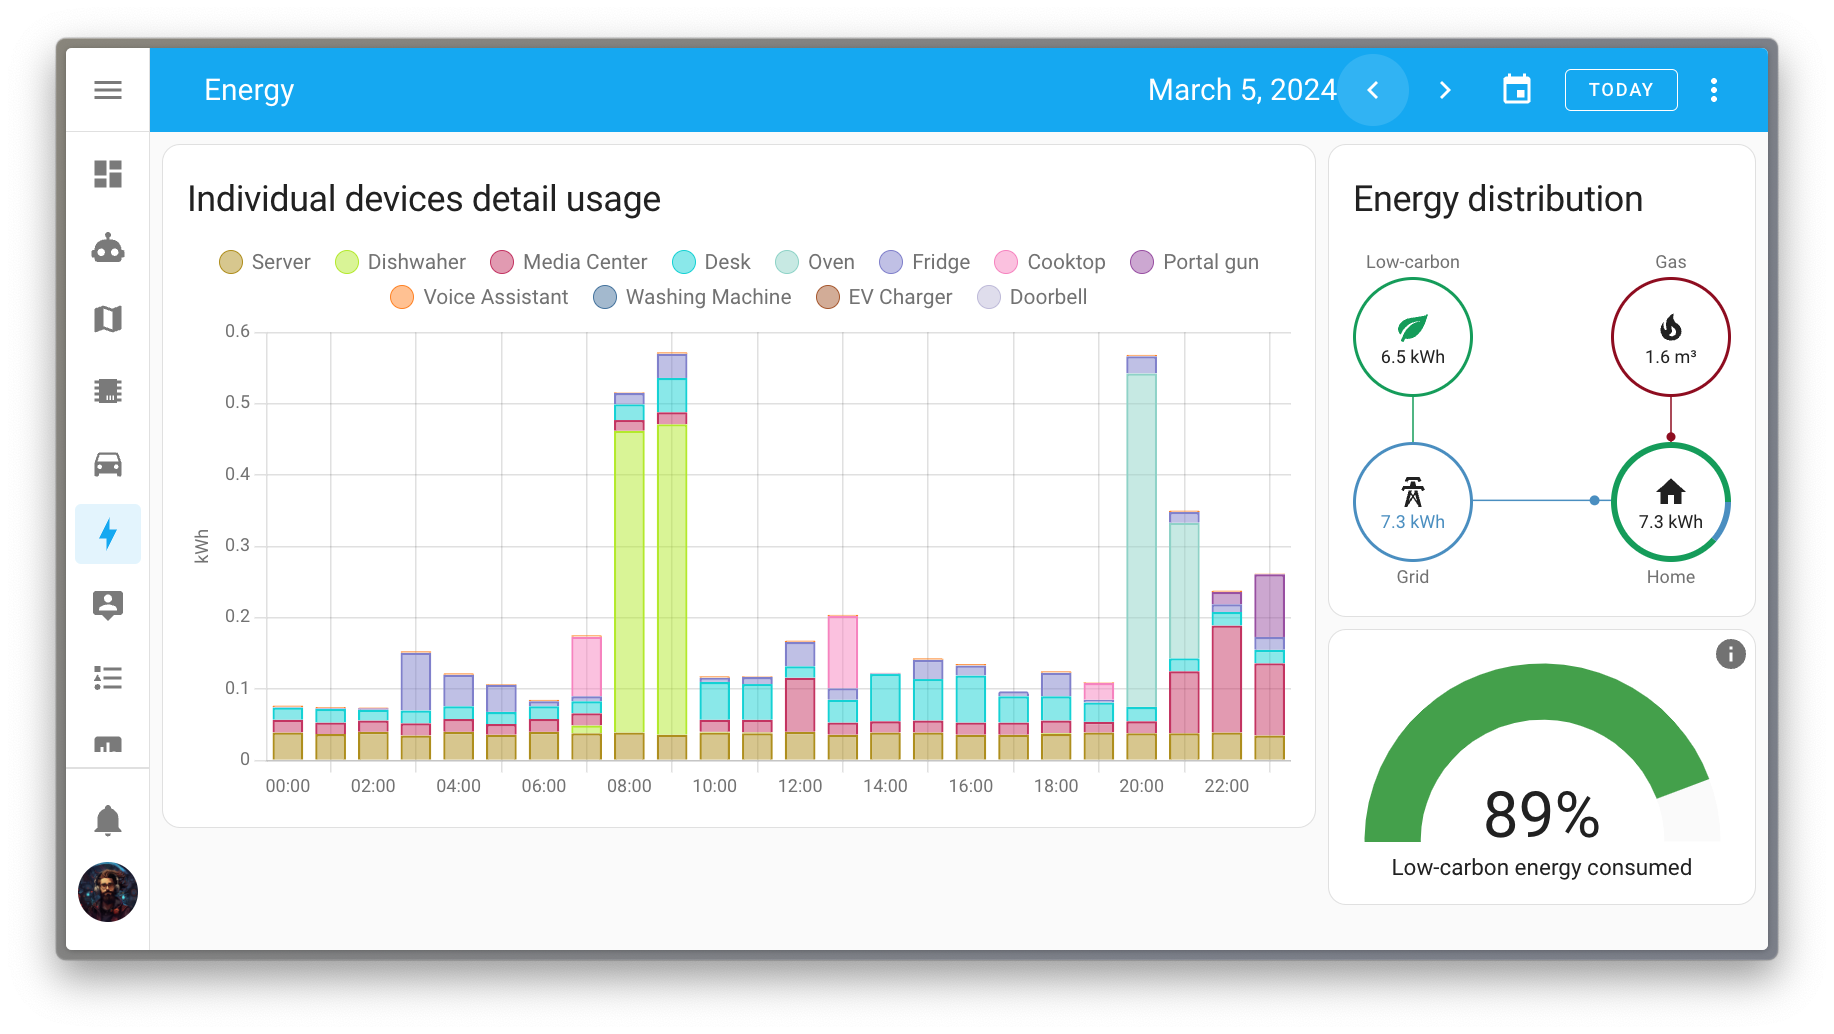 Energy
March 5, 2024
TODAY
Individual devices detail usage
Server Dishwaher Media Center Desk Oven Fridge Cooktop Portal gun
Voice Assistant Washing Machine EV Charger Doorbell
kWh
0.6
0.5
0.4
0.3
0.2
0.1
0
00:00 02:00 04:00 06:00 08:00 10:00 12:00 14:00 16:00 18:00 20:00 22:00
Energy distribution
Low-carbon Gas
6.5 kWh 1.6 m³
7.3 kWh 7.3 kWh
Grid Home
89%
Low-carbon energy consumed